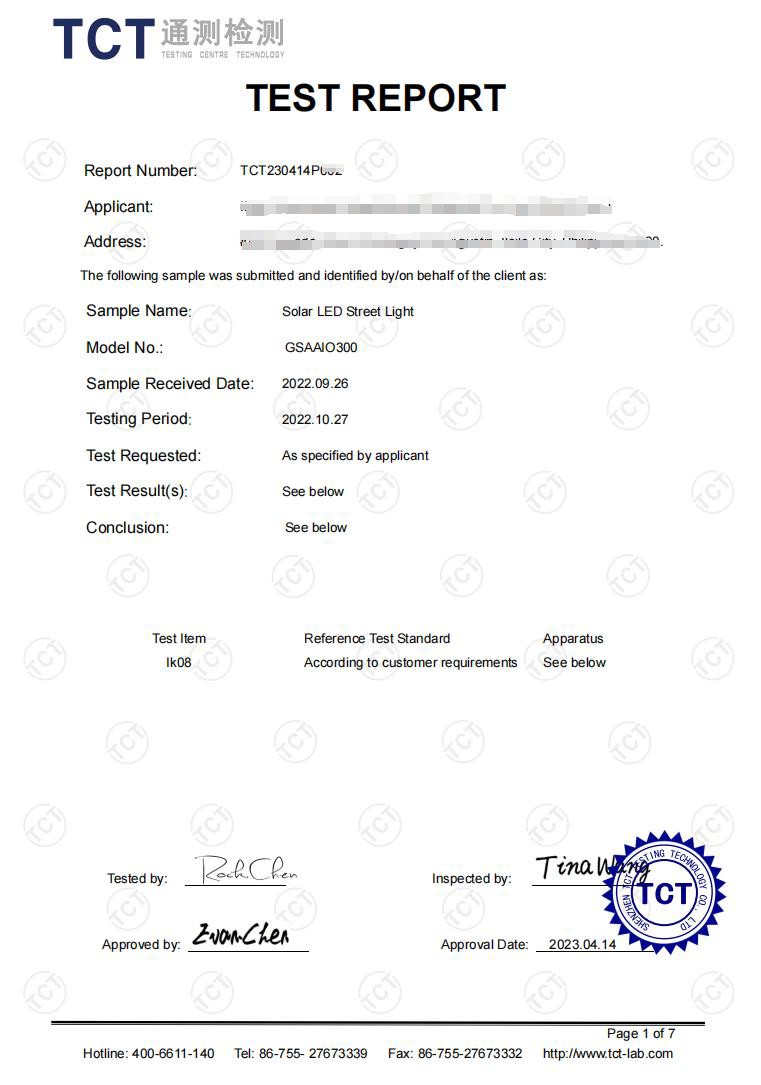 TCT 通测检测
TESTING CENTRE TECHNOLOGY
TEST REPORT
Report Number: TCT230414P
Applicant:
Address:
The following sample was submitted and identified by/on behalf of the client as:
Sample Name: Solar LED Street Light
Model No.: GSAAIO300
Sample Received Date: 2022.09.26
Testing Period: 2022.10.27
Test Requested: As specified by applicant
Test Result(s): See below
Conclusion: See below
Test Item Reference Test Standard Apparatus
Ik08 According to customer requirements See below
Tested by: Rock Chen Inspected by: Tina Wang
SHENZHEN TCT TESTING TECHNOLOGY CO., LTD
TCT
Approved by: Evan Chen Approval Date: 2023.04.14
Page 1 of 7
Hotline: 400-6611-140 Tel: 86-755- 27673339 Fax: 86-755-27673332 http://www.tct-lab.com